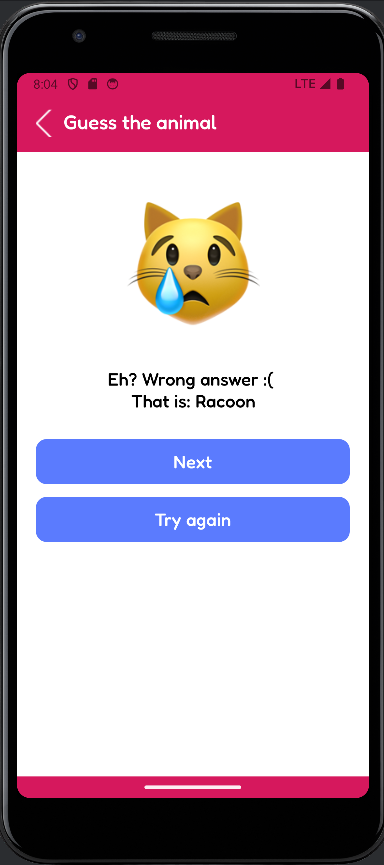 8:04 LTE
Guess the animal
Eh? Wrong answer :(
That is: Racoon
Next
Try again